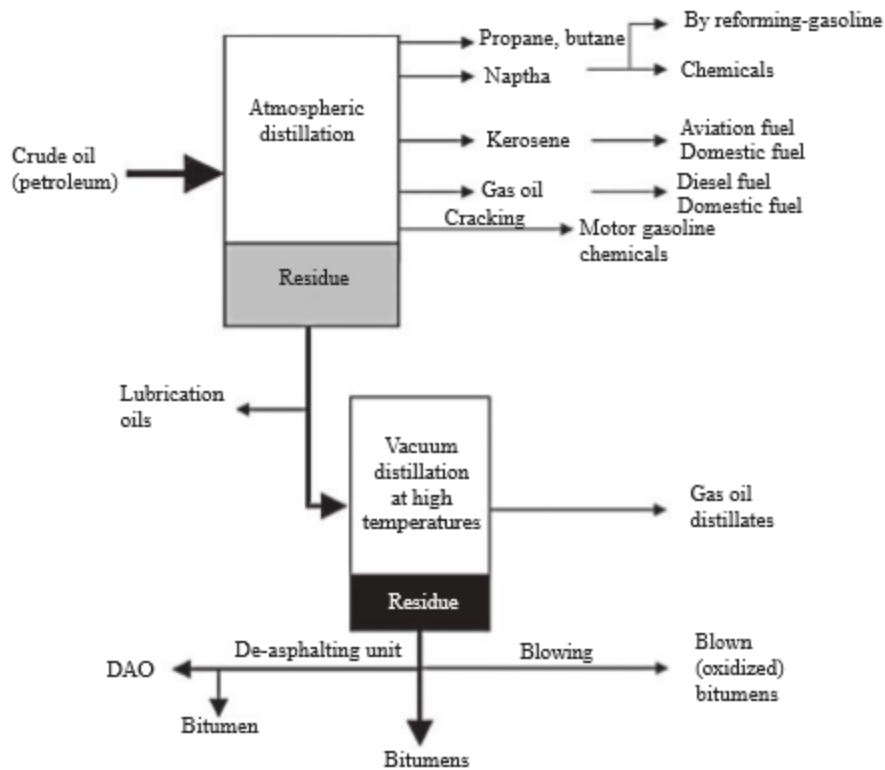 Propane, butane
By reforming-gasoline
Naptha
Chemicals
Atmospheric
distillation
Kerosene
Aviation fuel
Domestic fuel
Crude oil
(petroleum)
Gas oil
Diesel fuel
Domestic fuel
Cracking
Motor gasoline
chemicals
Residue
Lubrication
oils
Vacuum
distillation
at high
temperatures
Gas oil
distillates
Residue
De-asphalting unit
Blowing
DAO
Blown
(oxidized)
bitumens
Bitumen
Bitumens